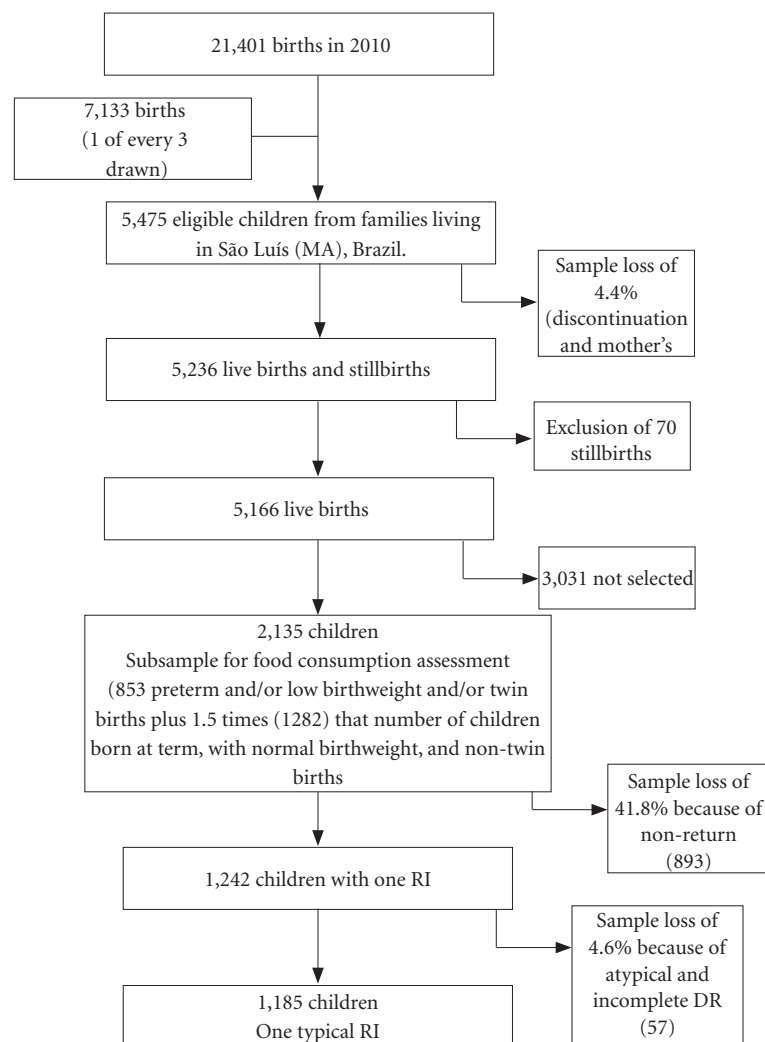 21,401 births in 2010
7,133 births
(1 of every 3
drawn)
5,475 eligible children from families living
in São Luís (MA), Brazil.
Sample loss of
4.4%
(discontinuation
and mother's
5,236 live births and stillbirths
Exclusion of 70
stillbirths
5,166 live births
3,031 not selected
2,135 children
Subsample for food consumption assessment
(853 preterm and/or low birthweight and/or twin
births plus 1.5 times (1282) that number of children
born at term, with normal birthweight, and non-twin
births
Sample loss of
41.8% because of
non-return
(893)
1,242 children with one RI
Sample loss of
4.6% because of
atypical and
incomplete DR
(57)
1,185 children
One typical RI